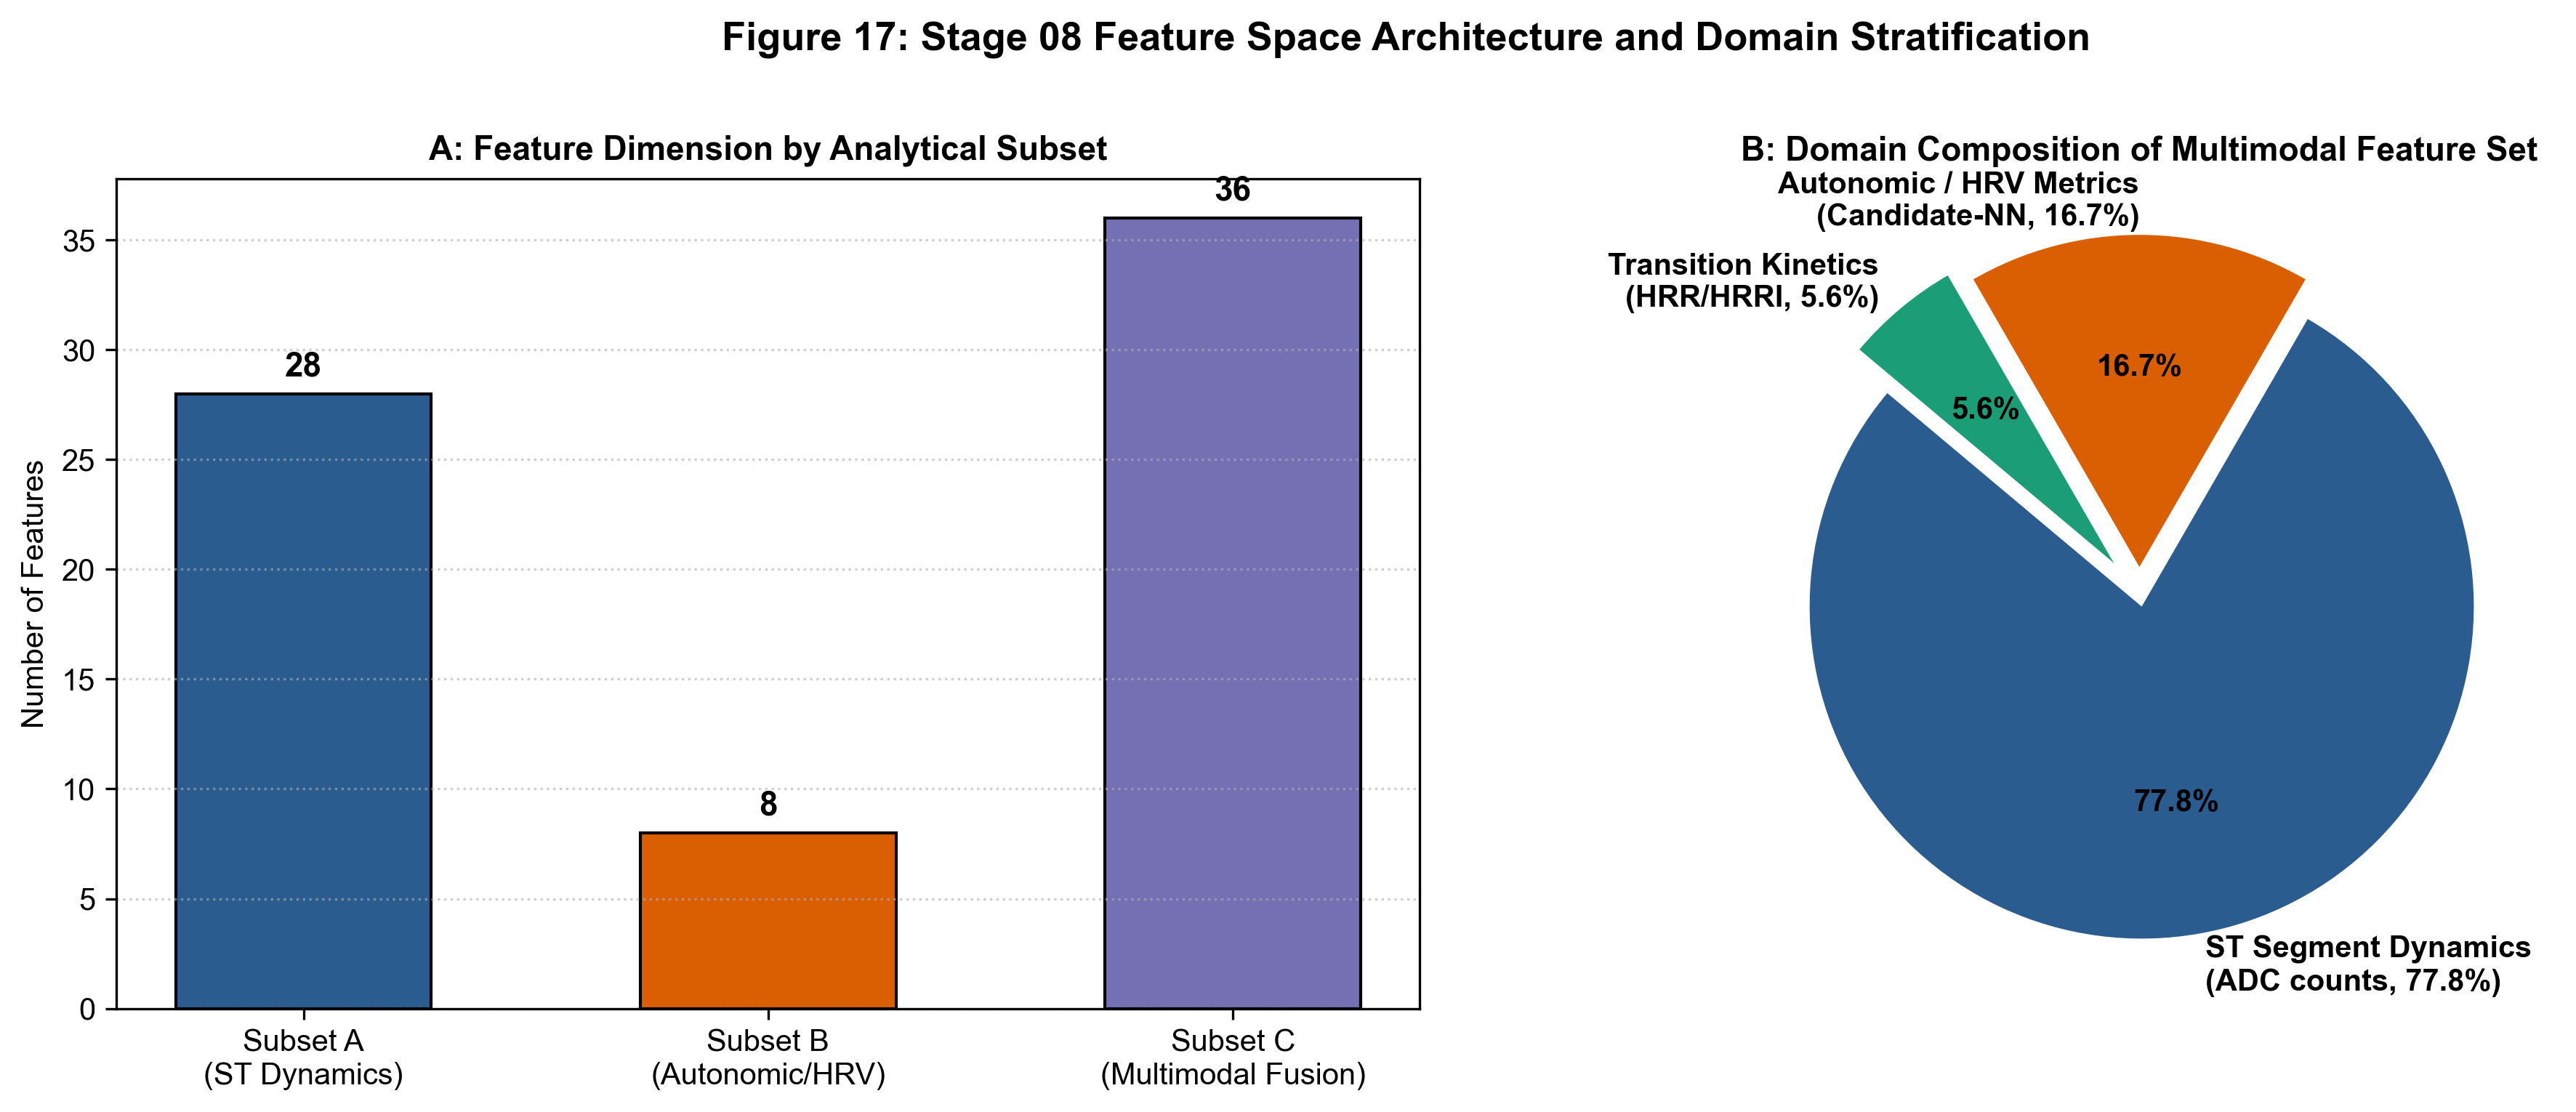 Figure 17: Stage 08 Feature Space Architecture and Domain Stratification
A: Feature Dimension by Analytical Subset
Number of Features
35
30
25
20
15
10
5
0
28
8
36
Subset A
(ST Dynamics)
Subset B
(Autonomic/HRV)
Subset C
(Multimodal Fusion)
B: Domain Composition of Multimodal Feature Set
Autonomic / HRV Metrics
(Candidate-NN, 16.7%)
Transition Kinetics
(HRR/HRRI, 5.6%)
16.7%
5.6%
77.8%
ST Segment Dynamics
(ADC counts, 77.8%)